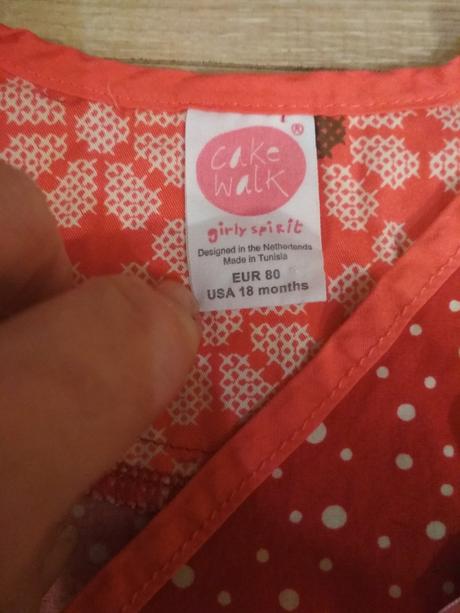 cake
walk
®
girly spirit
Designed in the Netherlands
Made in Tunisia
EUR 80
USA 18 months